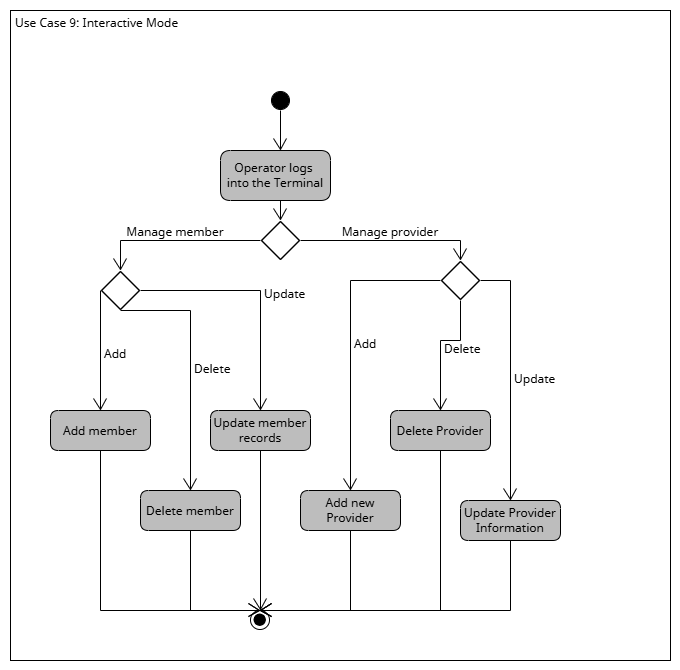 Use Case 9: Interactive Mode
Operator logs
into the Terminal
Manage member
Manage provider
Update
Add
Delete
Add
Delete
Update
Add member
Update member
records
Delete Provider
Delete member
Add new
Provider
Update Provider
Information